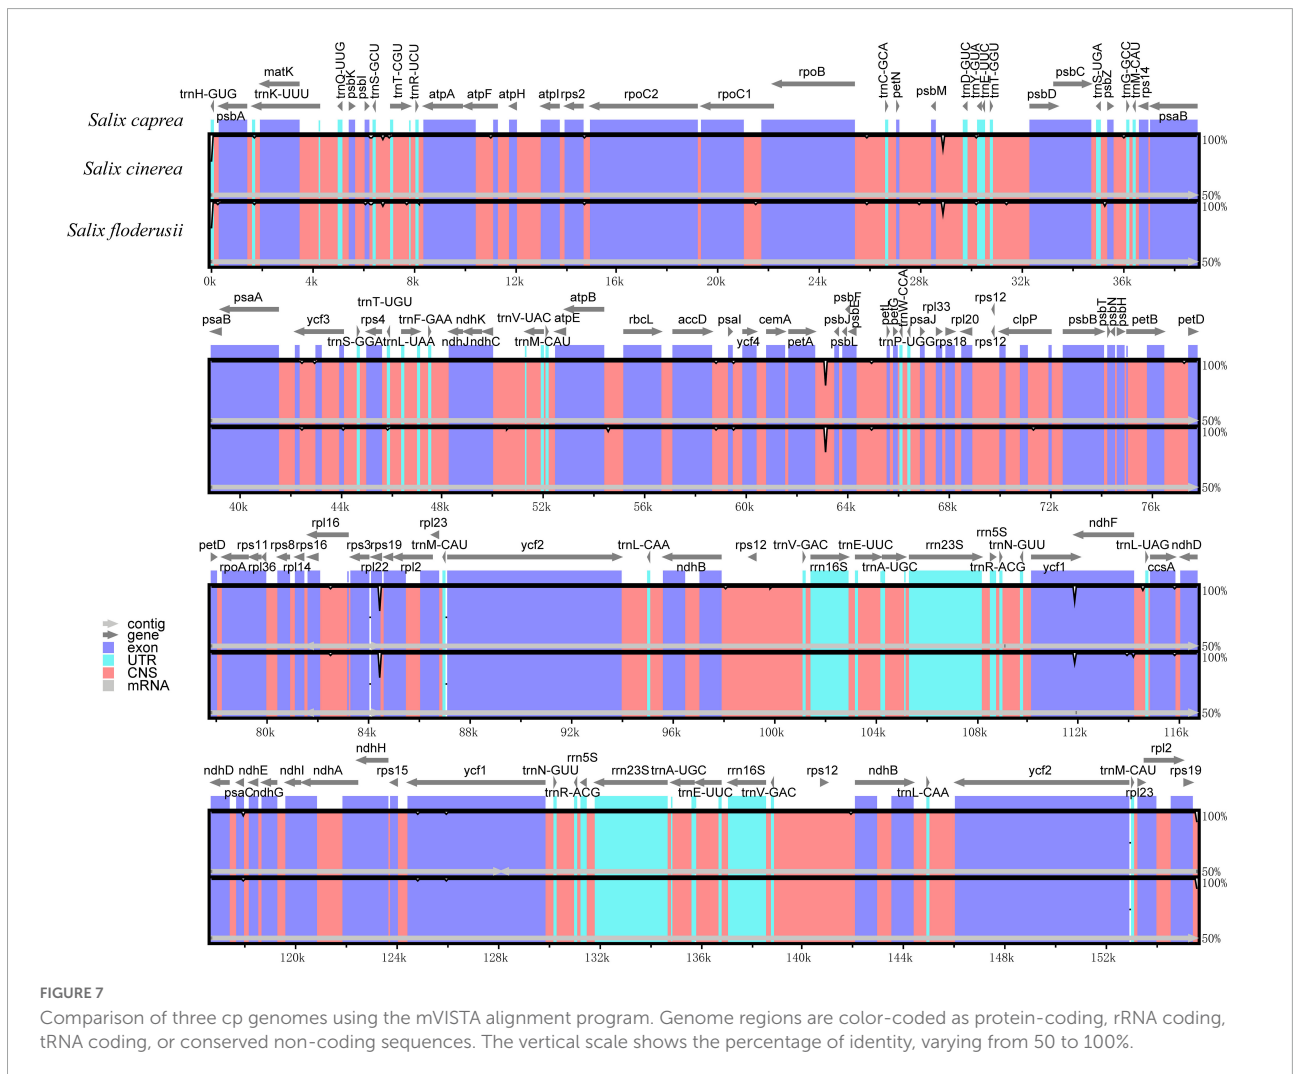 trnQ-UUG
psbK
psbI
trnS-GCU
trnT-CGU
trnR-UCU
trnC-GCA
petN
trnD-GUC
trnY-GUA
trnE-UUC
trnT-GGU
trnS-UGA
psbZ
trnG-GCC
trnM-CAU
rps14
matK rpoB psbC
trnH-GUG trnK-UUU atpA atpF atpH atpI rps2 rpoC2 rpoC1 psbM psbD
psbA psaB
Salix caprea
100%
Salix cinerea
50%
100%
Salix floderusii
50%
0k 4k 8k 12k 16k 20k 24k 28k 32k 36k
psaA trnT-UGU atpB psbF rps12
psbE petL petG trnW-CCA rpl33 psbT psbN psbH
psaB ycf3 rps4 trnF-GAA ndhK trnV-UAC atpE rbcL accD psaI cemA psbJ psaJ rpl20 clpP psbB petB petD
trnS-GGA trnL-UAA ndhJ ndhC trnM-CAU ycf4 petA psbL trnP-UGG rps18 rps12
100%
50%
100%
50%
40k 44k 48k 52k 56k 60k 64k 68k 72k 76k
rpl16 rpl23 rrn5S ndhF
petD rps11 rps8 rps16 rps3 rps19 trnM-CAU ycf2 trnL-CAA rps12 trnV-GAC trnE-UUC rrn23S trnN-GUU trnL-UAG ndhD
rpoA rpl36 rpl14 rpl22 rpl2 ndhB rrn16S trnA-UGC trnR-ACG ycf1 ccsA
100%
contig
gene
exon
50%
UTR
100%
CNS
mRNA
50%
80k 84k 88k 92k 96k 100k 104k 108k 112k 116k
ndhH rrn5S rpl2
ndhD ndhE ndhI ndhA rps15 ycf1 trnN-GUU rrn23S trnA-UGC rrn16S rps12 ndhB ycf2 trnM-CAU rps19
psaC ndhG trnR-ACG trnE-UUC trnV-GAC trnL-CAA rpl23
100%
50%
100%
50%
120k 124k 128k 132k 136k 140k 144k 148k 152k
FIGURE 7
Comparison of three cp genomes using the mVISTA alignment program. Genome regions are color-coded as protein-coding, rRNA coding,
tRNA coding, or conserved non-coding sequences. The vertical scale shows the percentage of identity, varying from 50 to 100%.